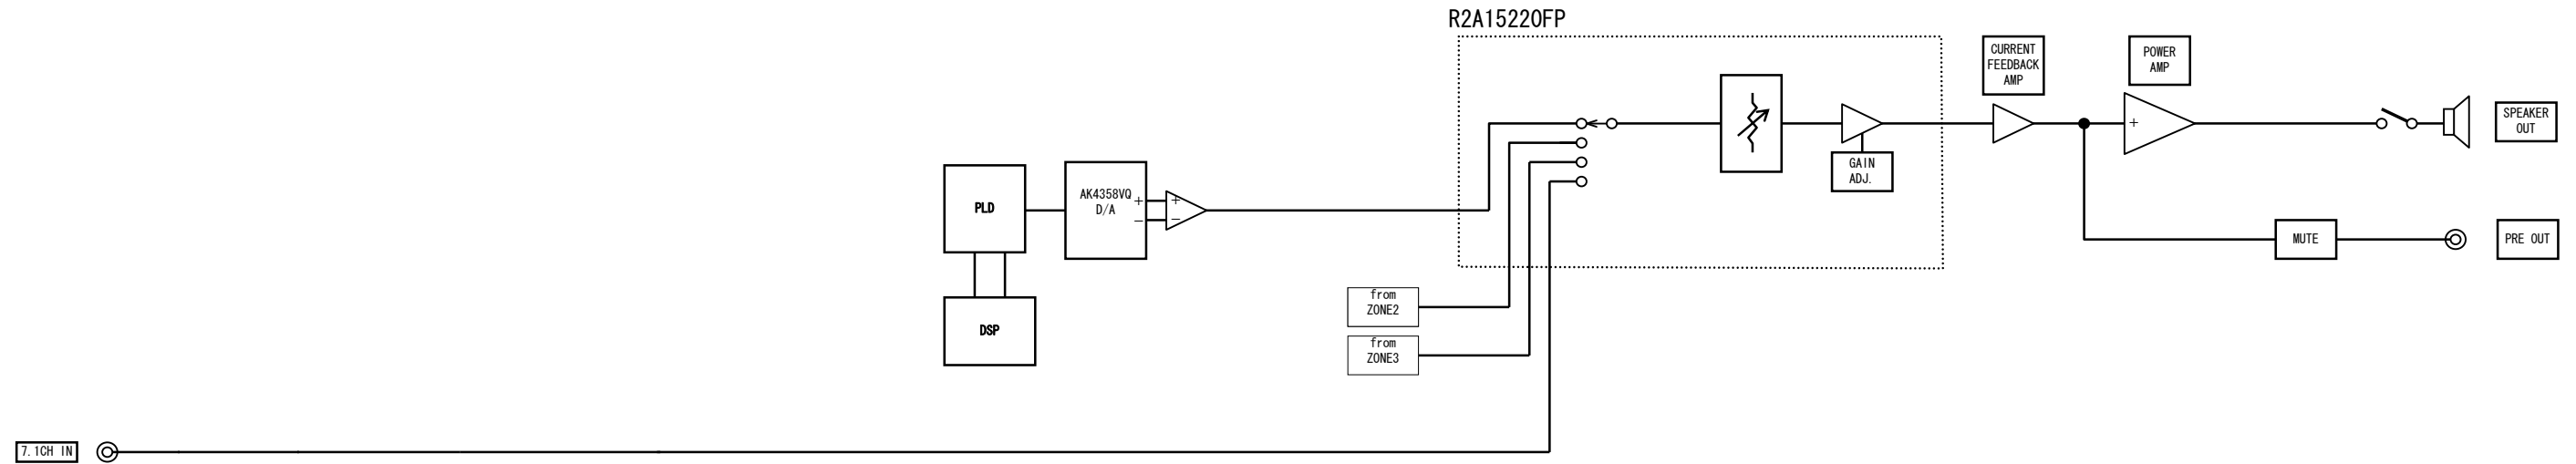 R2A15220FP
CURRENT
FEEDBACK
AMP
POWER
AMP
SPEAKER
OUT
+
GAIN
ADJ.
PLD
AK4358VQ
D/A
+
−
+
−
MUTE
PRE OUT
from
ZONE2
DSP
from
ZONE3
7.1CH IN